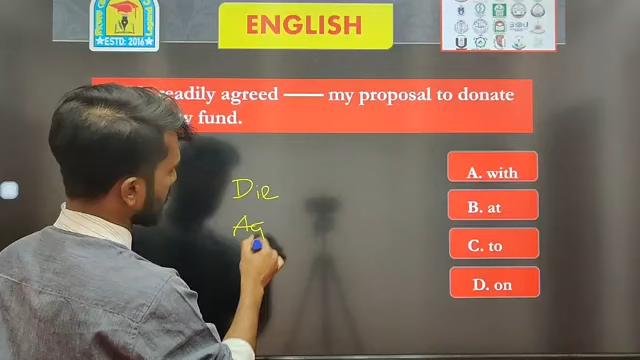 ESTD: 2016
ENGLISH
readily agreed —— my proposal to donate
fund.
A. with
B. at
C. to
D. on
Die
Ag